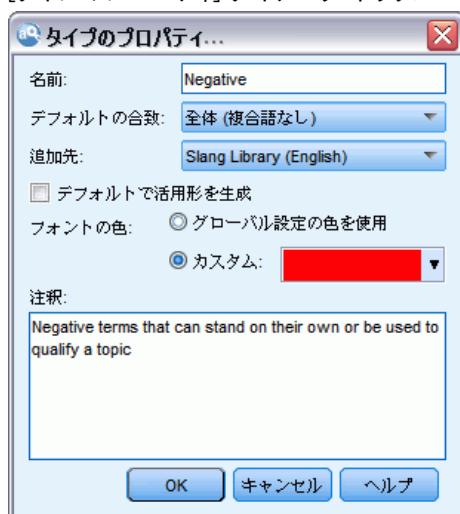 タイプのプロパティ...
名前:
Negative
デフォルトの合致:
全体 (複合語なし)
追加先:
Slang Library (English)
デフォルトで活用形を生成
フォントの色:
グローバル設定の色を使用
カスタム:
注釈:
Negative terms that can stand on their own or be used to
qualify a topic
OK
キャンセル
ヘルプ